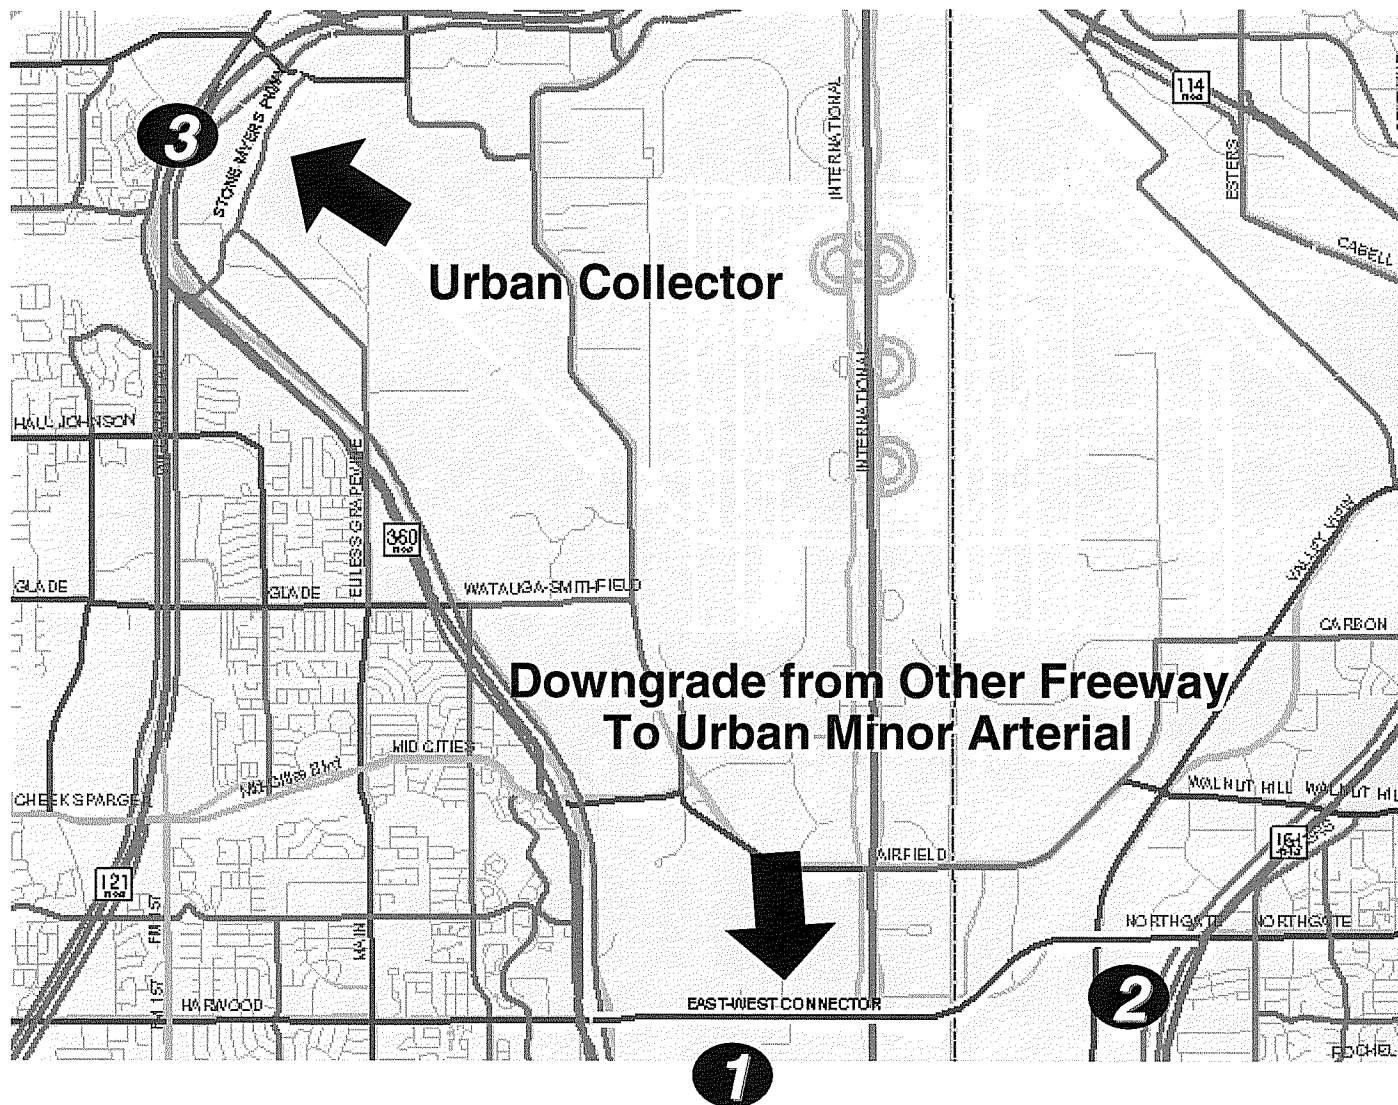 114
3
STONE MYERS PKWY
INTERNATIONAL
ESTERS
CABELL
Urban Collector
INTERNATIONAL
HALL JOHNSON
EULESS GRAPEVINE
360
VALLEY VIEW
GLADE
GLADE
WATAUGA-SMITHFIELD
CARBON
Downgrade from Other Freeway
To Urban Minor Arterial
MID CITIES
Mid-Cities Blvd
CHEEK SPARGER
WALNUT HILL
WALNUT HIL
161
121
AIRFIELD
FM 1ST
MAIN
NORTHGATE
NORTHGATE
FM 1ST
HARWOOD
EAST-WEST CONNECTOR
2
ROCHEL
1